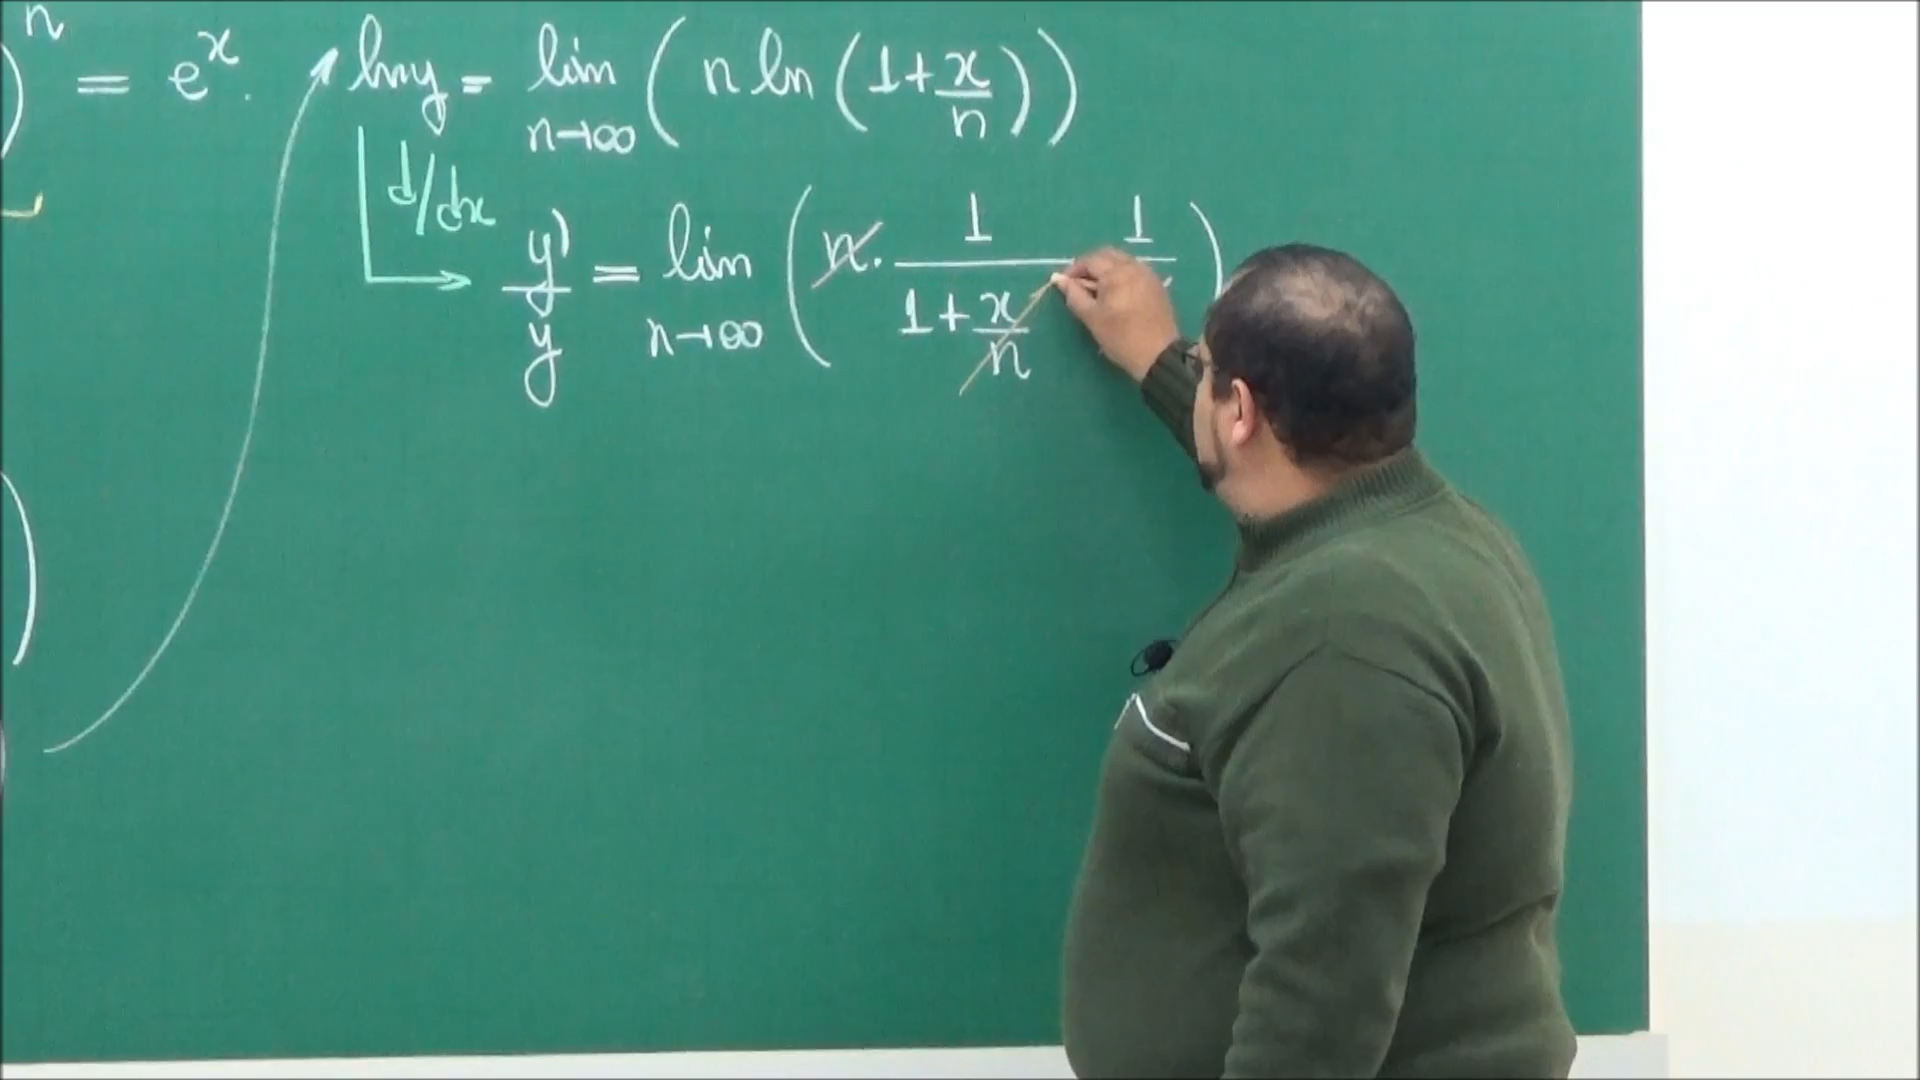 )ⁿ = eˣ.
ln y = lim n→∞ ( n ln ( 1 + x/n ) )
d/dx
y'/y = lim n→∞ ( n · 1/(1 + x/n) 1 )